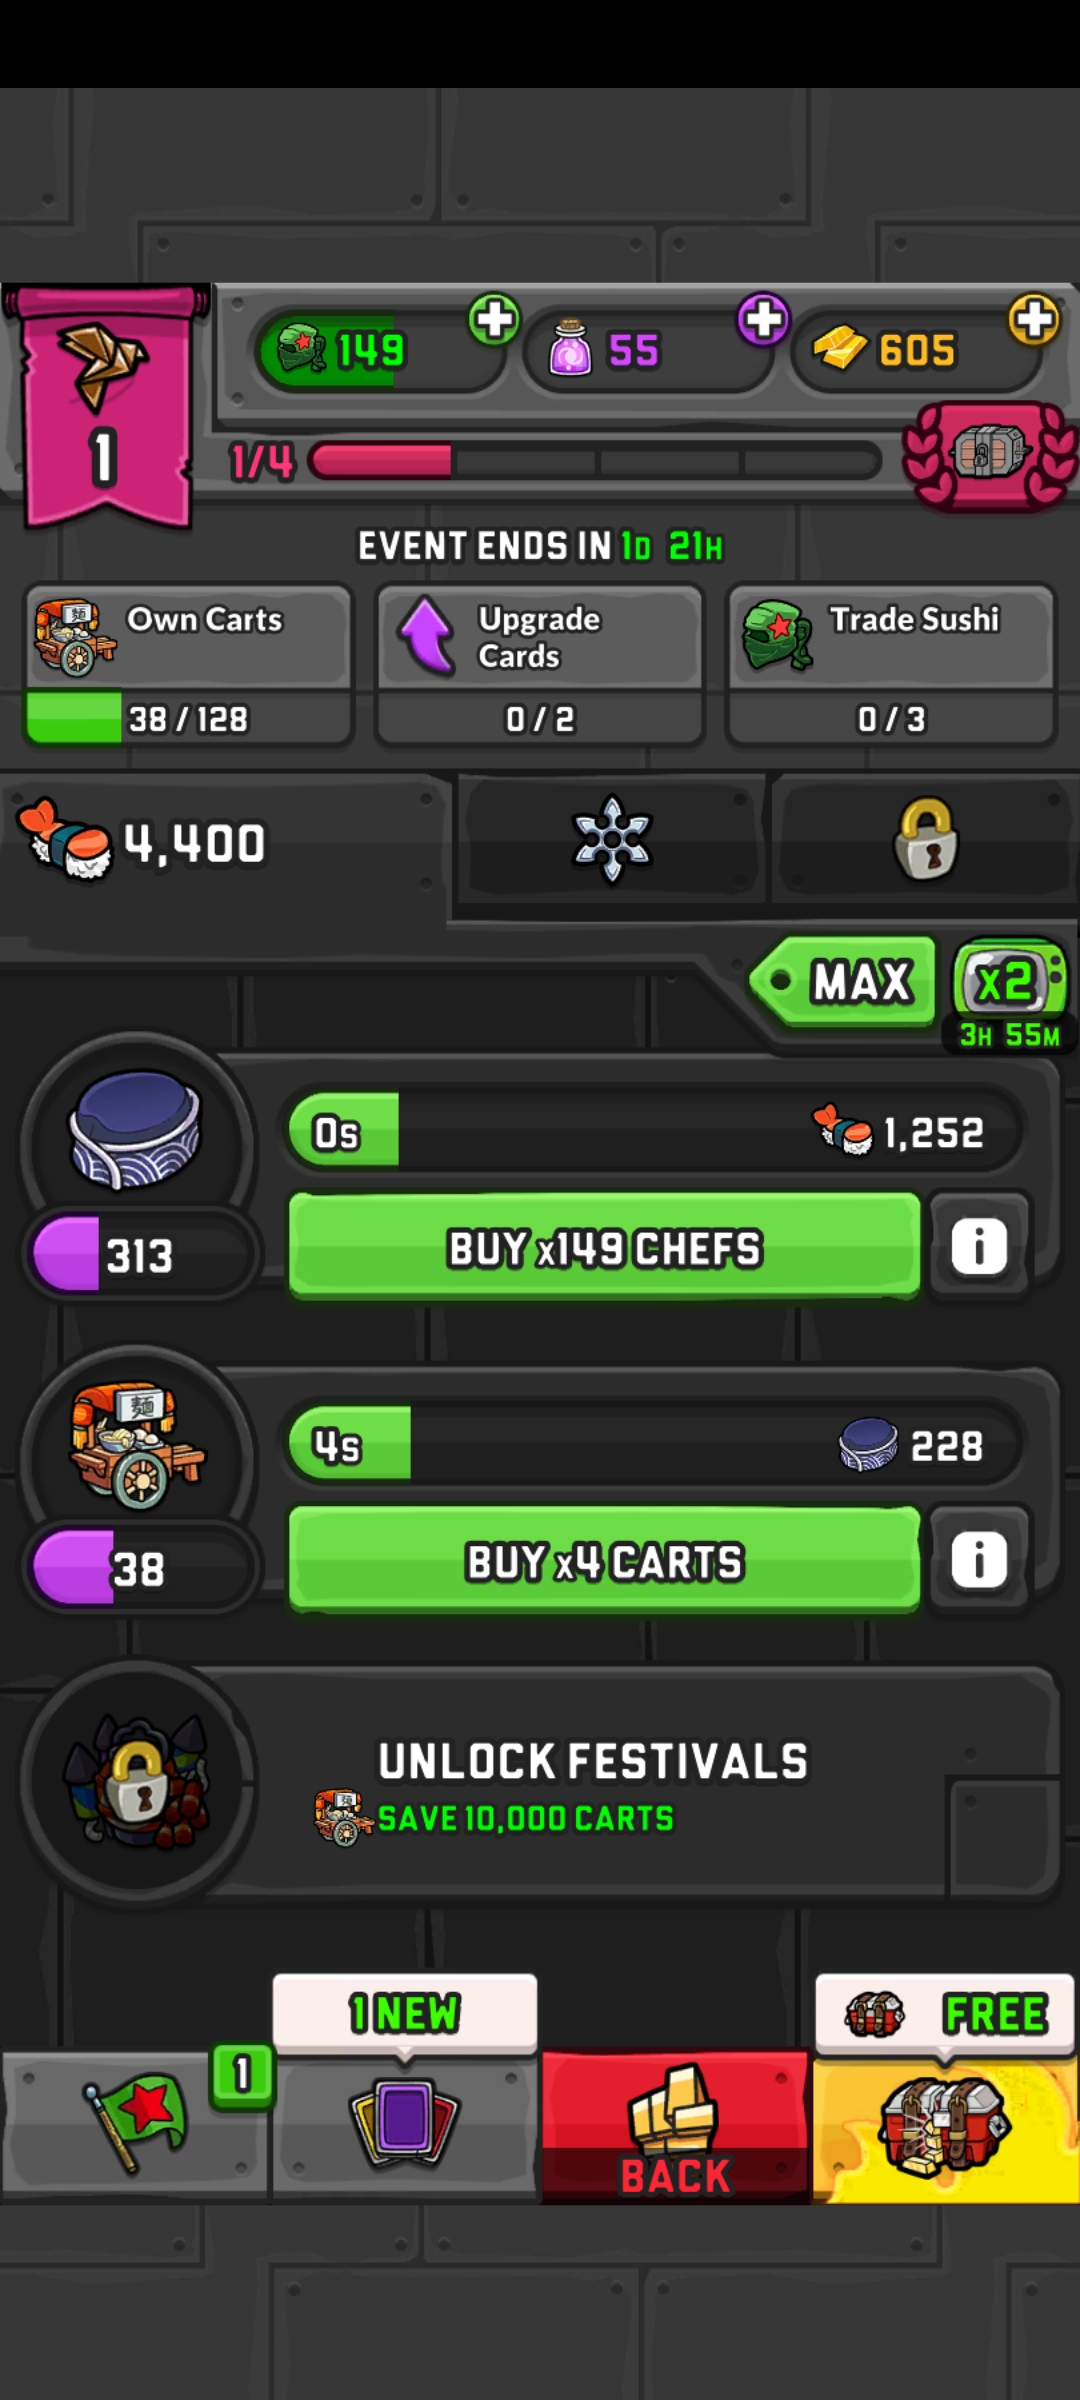 149
55
605
1
1/4
EVENT ENDS IN 1D 21H
Own Carts
38 / 128
Upgrade
Cards
0 / 2
Trade Sushi
0 / 3
4,400
MAX
x2
3H 55M
0s
1,252
313
BUY x149 CHEFS
i
麺
4s
228
38
BUY x4 CARTS
i
UNLOCK FESTIVALS
SAVE 10,000 CARTS
1
1 NEW
BACK
FREE